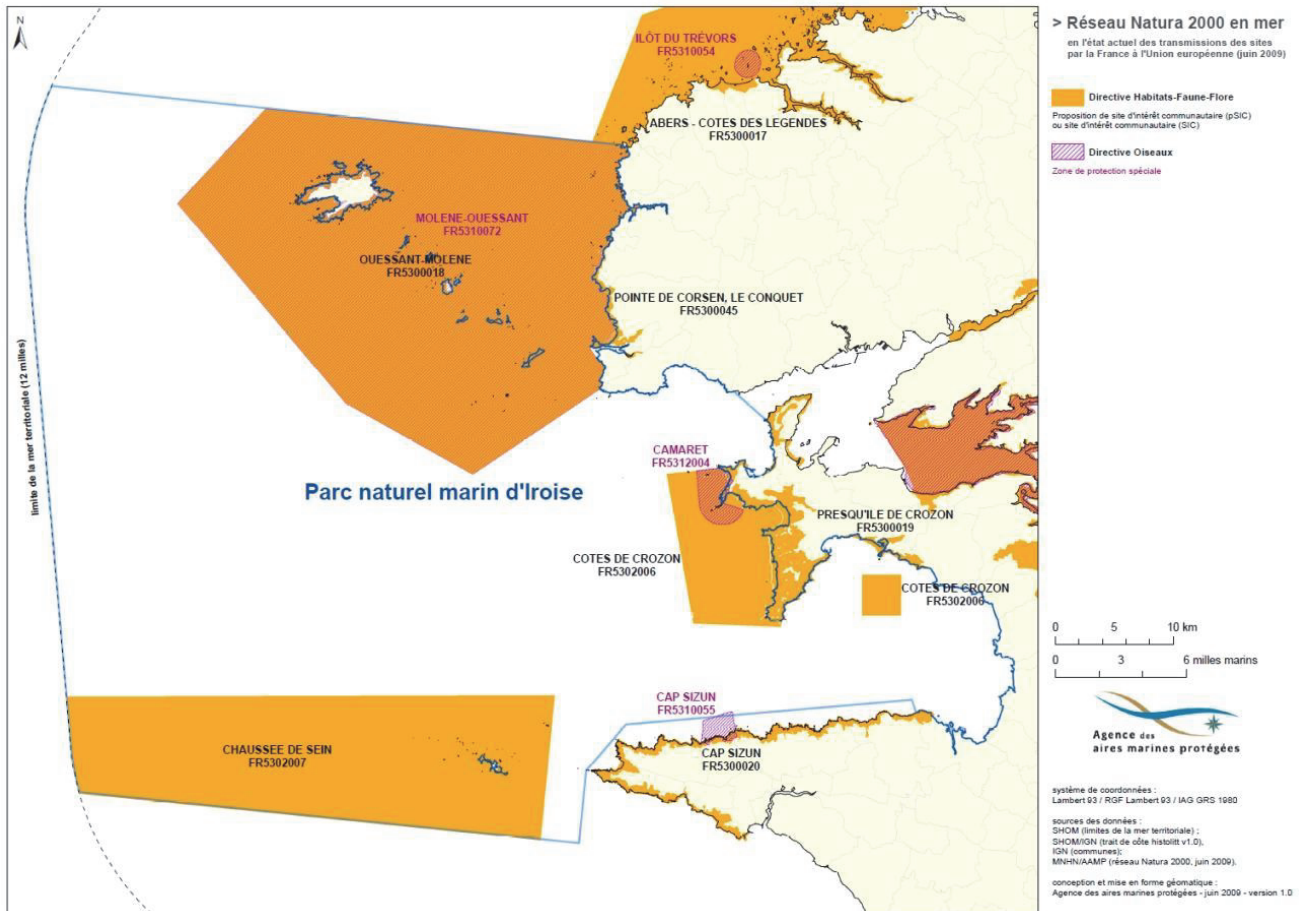 N
ILÔT DU TRÉVORS
FR5310054
ABERS - COTES DES LEGENDES
FR5300017
MOLENE-OUESSANT
FR5310072
OUESSANT-MOLENE
FR5300018
POINTE DE CORSEN, LE CONQUET
FR5300045
limite de la mer territoriale (12 milles)
CAMARET
FR5312004
Parc naturel marin d'Iroise
PRESQU'ILE DE CROZON
FR5300019
COTES DE CROZON
FR5302006
COTES DE CROZON
FR5302006
CAP SIZUN
FR5310055
CHAUSSEE DE SEIN
FR5302007
CAP SIZUN
FR5300020
> Réseau Natura 2000 en mer
en l'état actuel des transmissions des sites
par la France à l'Union européenne (juin 2009)
Directive Habitats-Faune-Flore
Proposition de site d'intérêt communautaire (pSIC)
ou site d'intérêt communautaire (SIC)
Directive Oiseaux
Zone de protection spéciale
0 5 10 km
0 3 6 milles marins
Agence des
aires marines protégées
système de coordonnées :
Lambert 93 / RGF Lambert 93 / IAG GRS 1980
sources des données :
SHOM (limites de la mer territoriale) ;
SHOM/IGN (trait de côte histolitt v1.0),
IGN (communes);
MNHN/AAMP (réseau Natura 2000, juin 2009).
conception et mise en forme géomatique :
Agence des aires marines protégées - juin 2009 - version 1.0